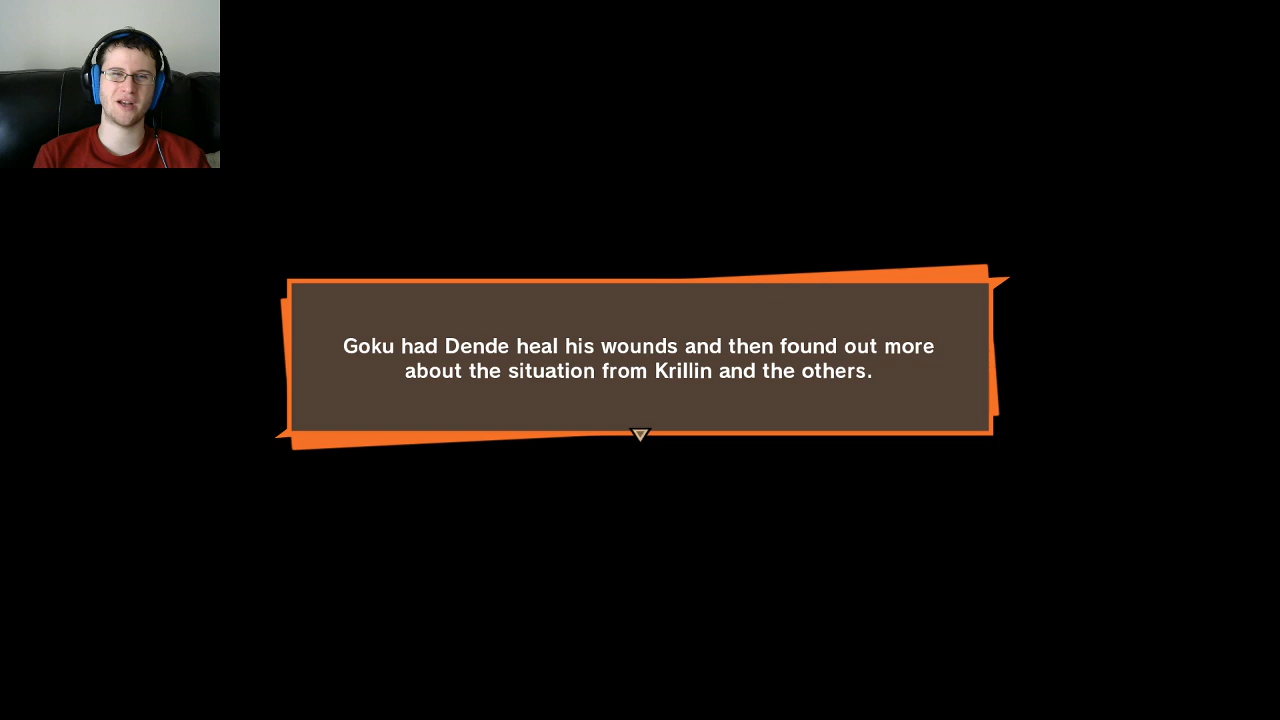 Goku had Dende heal his wounds and then found out more
about the situation from Krillin and the others.